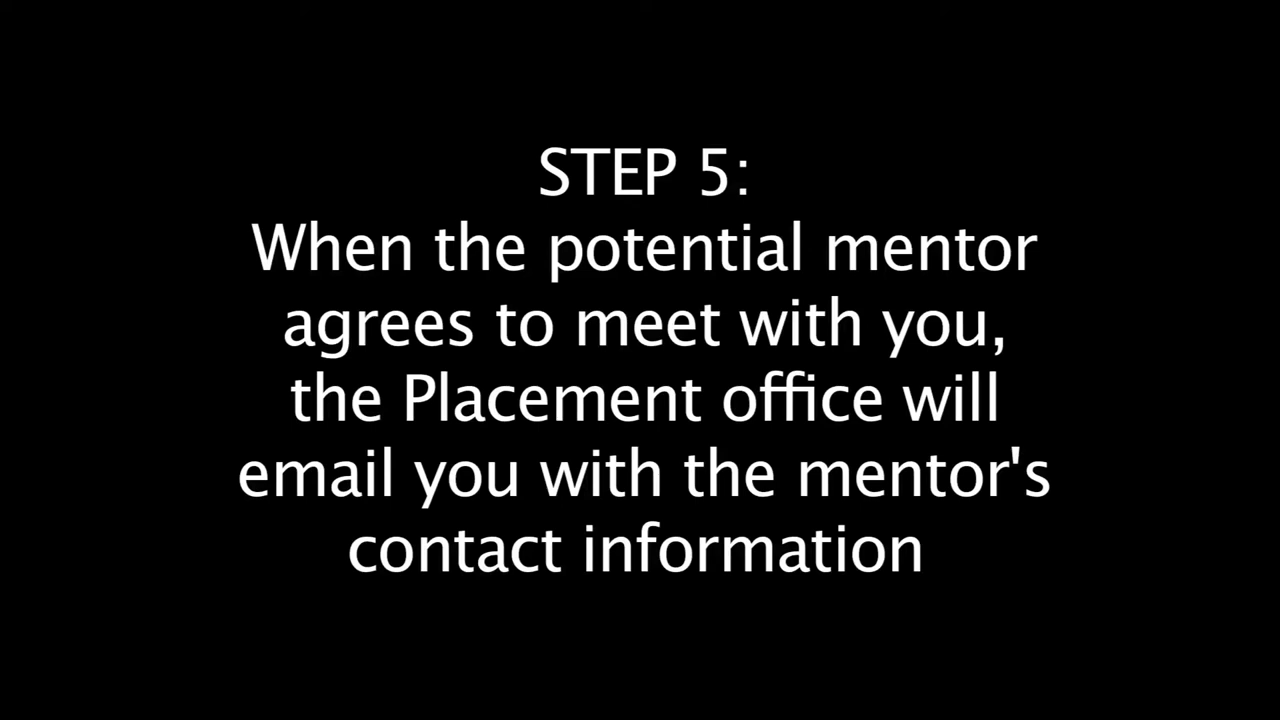 STEP 5:
When the potential mentor
agrees to meet with you,
the Placement office will
email you with the mentor's
contact information